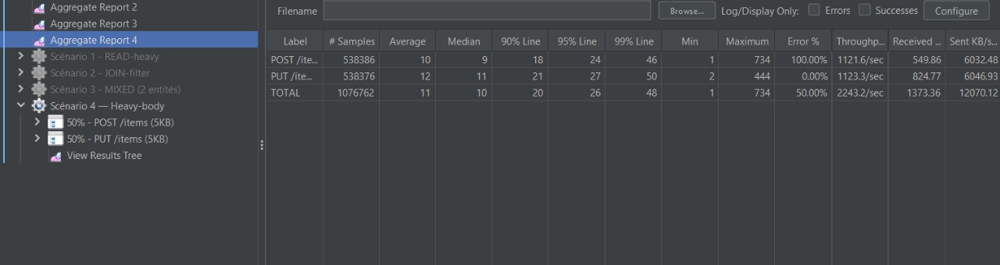 Aggregate Report 2
Aggregate Report 3
Aggregate Report 4
Scénario 1 - READ-heavy
Scénario 2 - JOIN-filter
Scénario 3 - MIXED (2 entités)
Scénario 4 — Heavy-body
50% - POST /items (5KB)
50% - PUT /items (5KB)
View Results Tree
Filename Browse... Log/Display Only: Errors Successes Configure
Label # Samples Average Median 90% Line 95% Line 99% Line Min Maximum Error % Throughp... Received ... Sent KB/s...
POST /ite... 538386 10 9 18 24 46 1 734 100.00% 1121.6/sec 549.86 6032.48
PUT /ite... 538376 12 11 21 27 50 2 444 0.00% 1123.3/sec 824.77 6046.93
TOTAL 1076762 11 10 20 26 48 1 734 50.00% 2243.2/sec 1373.36 12070.12